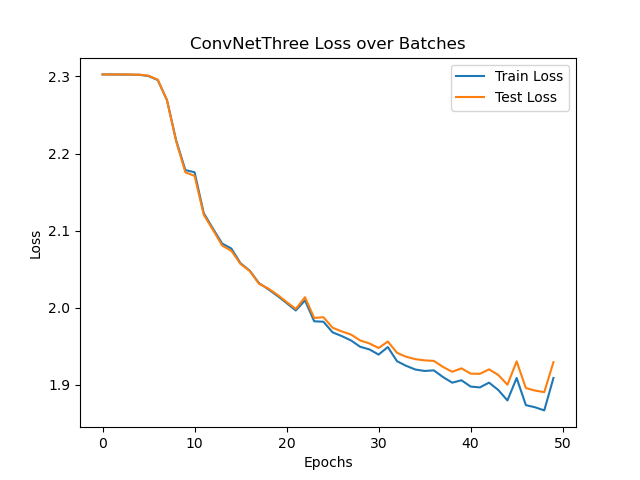 ConvNetThree Loss over Batches
Train Loss
Test Loss
2.3
2.2
2.1
2.0
1.9
Loss
0 10 20 30 40 50
Epochs